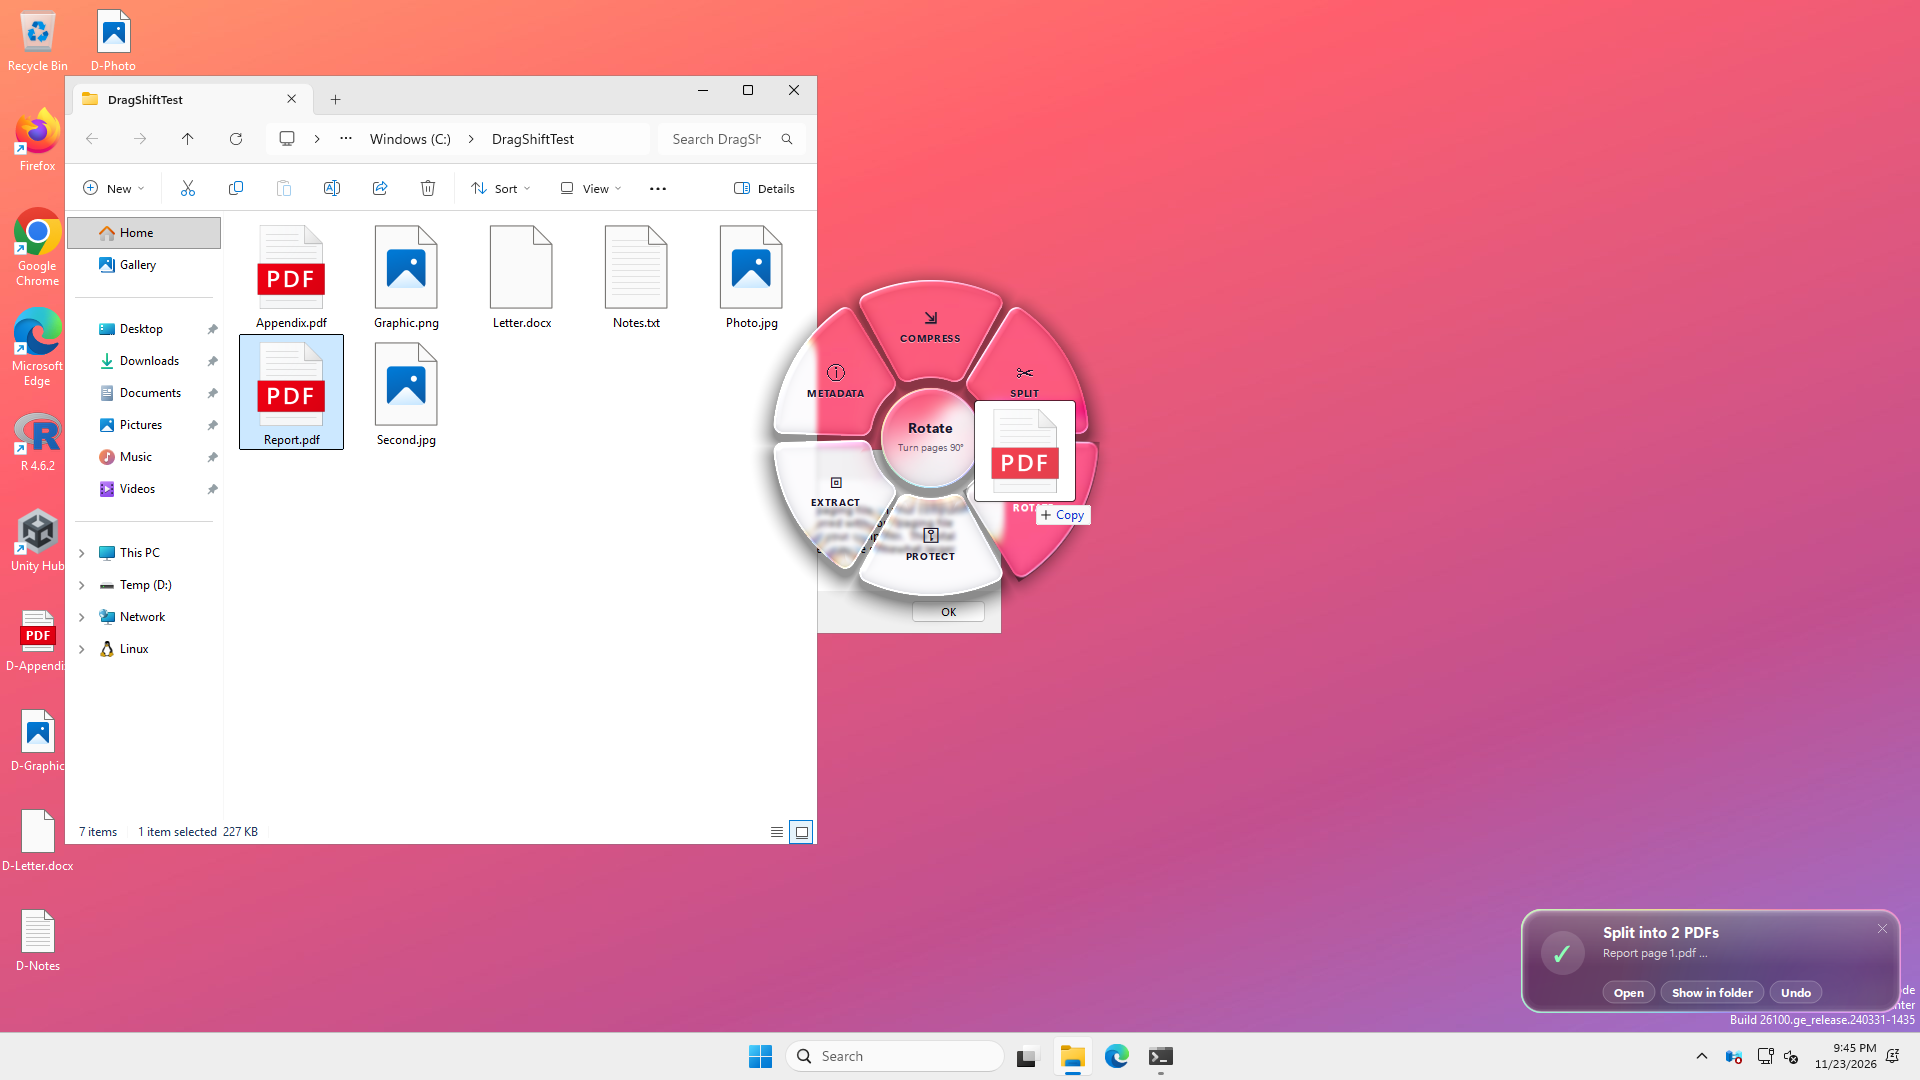 Recycle Bin
D-Photo
Firefox
Google
Chrome
Microsoft
Edge
R 4.6.2
Unity Hub
D-Appendix
D-Graphic
D-Letter.docx
D-Notes
DragShiftTest
Windows (C:)
DragShiftTest
Search DragSh
New
Sort
View
Details
Home
Gallery
Desktop
Downloads
Documents
Pictures
Music
Videos
This PC
Temp (D:)
Network
Linux
PDF
Appendix.pdf
Graphic.png
Letter.docx
Notes.txt
Photo.jpg
PDF
Report.pdf
Second.jpg
7 items
1 item selected 227 KB
COMPRESS
METADATA
SPLIT
Rotate
Turn pages 90°
PDF
EXTRACT
PROTECT
+ Copy
OK
Split into 2 PDFs
Report page 1.pdf ...
Open
Show in folder
Undo
Build 26100.ge_release.240331-1435
Search
9:45 PM
11/23/2026